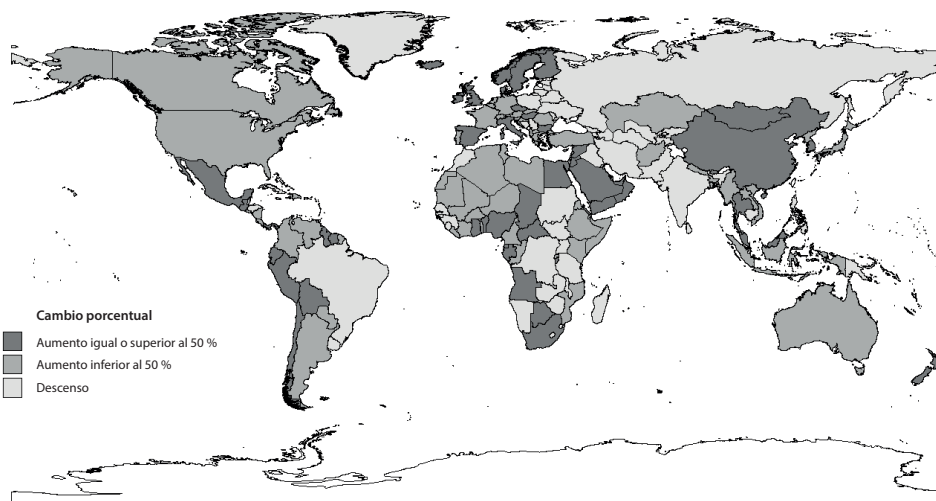 Cambio porcentual
Aumento igual o superior al 50 %
Aumento inferior al 50 %
Descenso